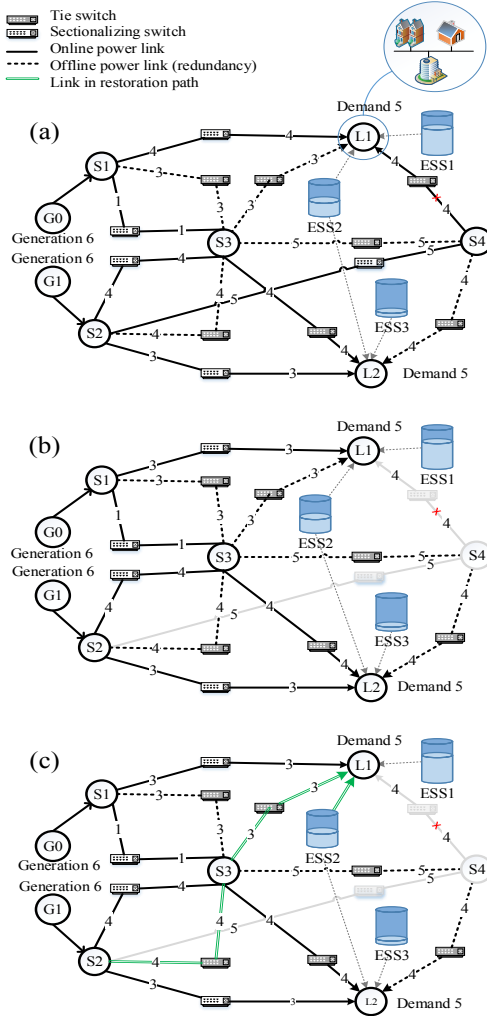 Tie switch
Sectionalizing switch
Online power link
Offline power link (redundancy)
Link in restoration path
(a)
Demand 5
L1
ESS1
4
4
S1
3
3
4
1
3
3
4
G0
ESS2
Generation 6
1
S3
5
5
S4
Generation 6
4
5
G1
4
4
4
ESS3
4
5
S2
4
3
4
4
3
L2
Demand 5
(b)
Demand 5
L1
ESS1
3
3
S1
3
3
4
1
3
3
4
G0
ESS2
Generation 6
1
S3
5
5
S4
Generation 6
4
5
G1
4
4
4
ESS3
4
5
S2
4
3
4
4
3
L2
Demand 5
(c)
Demand 5
L1
ESS1
3
3
S1
3
3
4
1
3
3
4
G0
ESS2
Generation 6
1
S3
5
5
S4
Generation 6
4
5
G1
4
4
4
ESS3
4
5
S2
4
3
4
4
3
L2
Demand 5